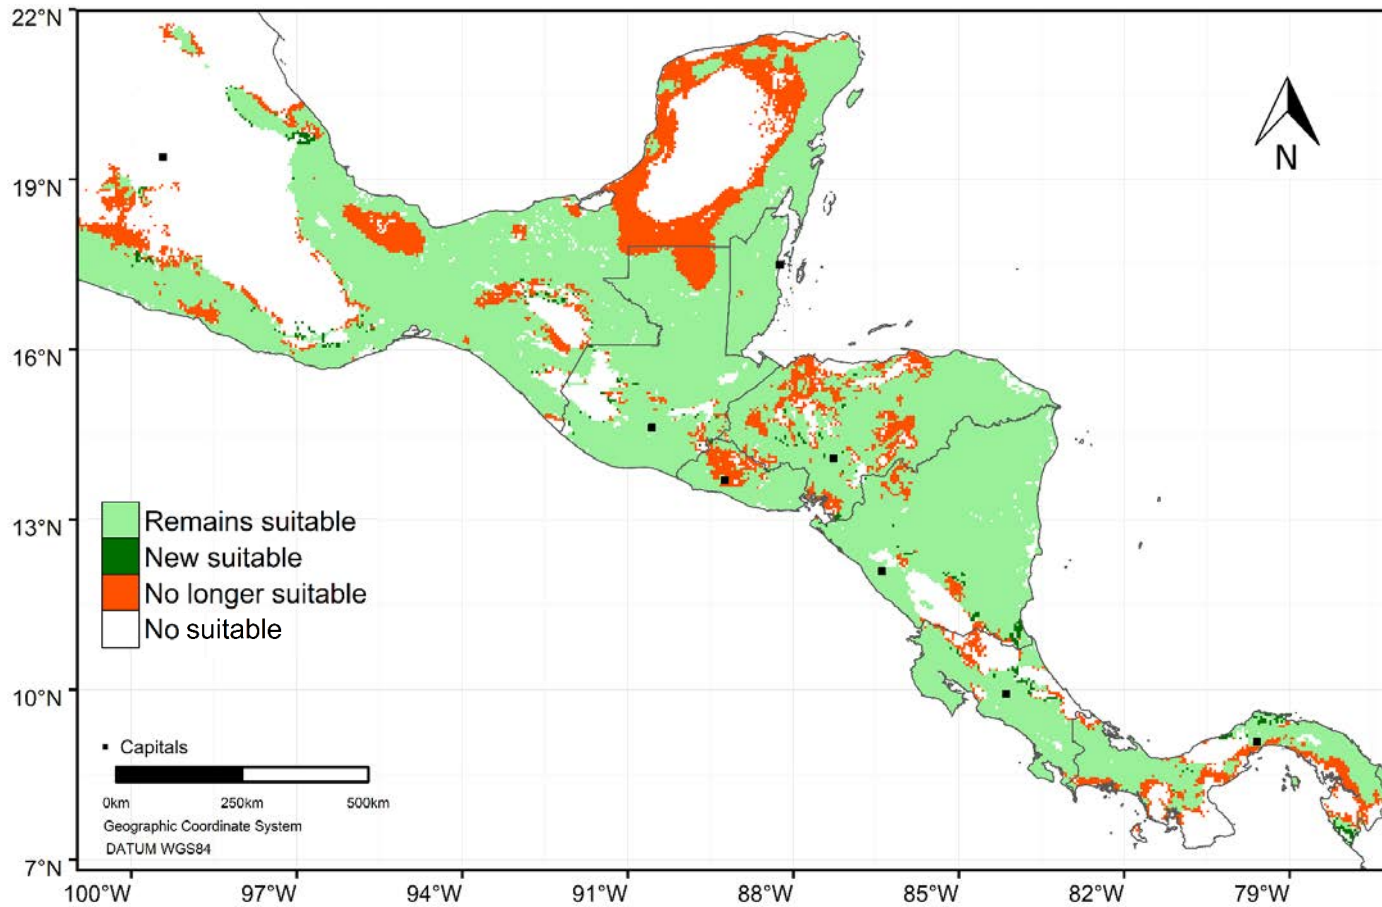 22°N
19°N
16°N
13°N
10°N
7°N
N
Remains suitable
New suitable
No longer suitable
No suitable
Capitals
0km 250km 500km
Geographic Coordinate System
DATUM WGS84
100°W 97°W 94°W 91°W 88°W 85°W 82°W 79°W